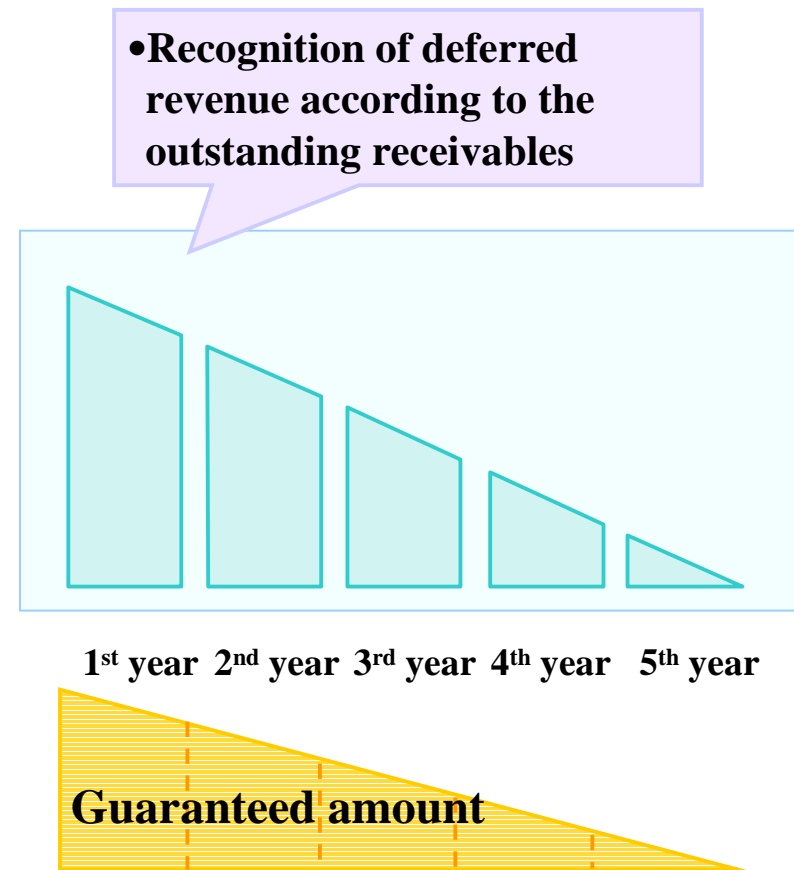 •Recognition of deferred
revenue according to the
outstanding receivables
1st year 2nd year 3rd year 4th year 5th year
Guaranteed amount